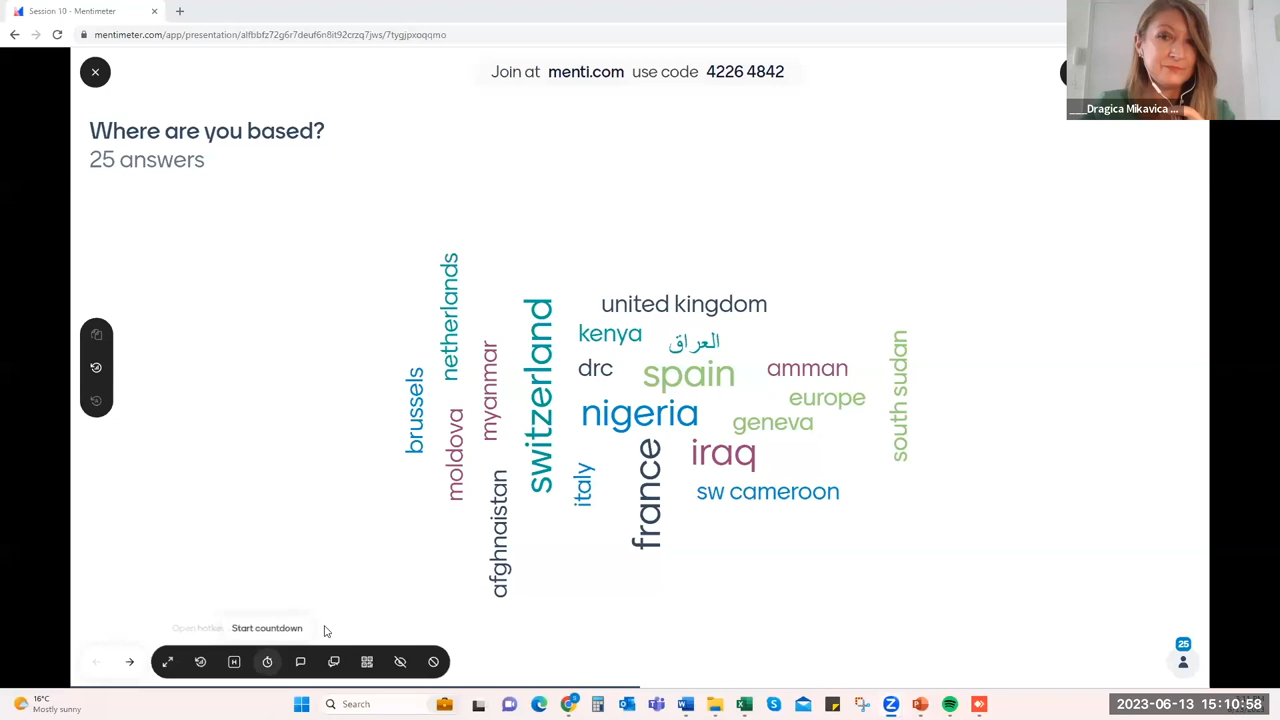 Session 10 - Mentimeter
mentimeter.com/app/presentation/alfbbfz72g6r7deuf6n8it92crzq7jws/7tygjpxoqqmo
Join at menti.com use code 4226 4842
___Dragica Mikavica ...
Where are you based?
25 answers
netherlands
united kingdom
switzerland
kenya
العراق
south sudan
myanmar
brussels
drc
spain
amman
europe
nigeria
geneva
moldova
france
iraq
italy
afghnaistan
sw cameroon
Start countdown
H
25
16°C
Mostly sunny
Search
2023-06-13 15:10:58